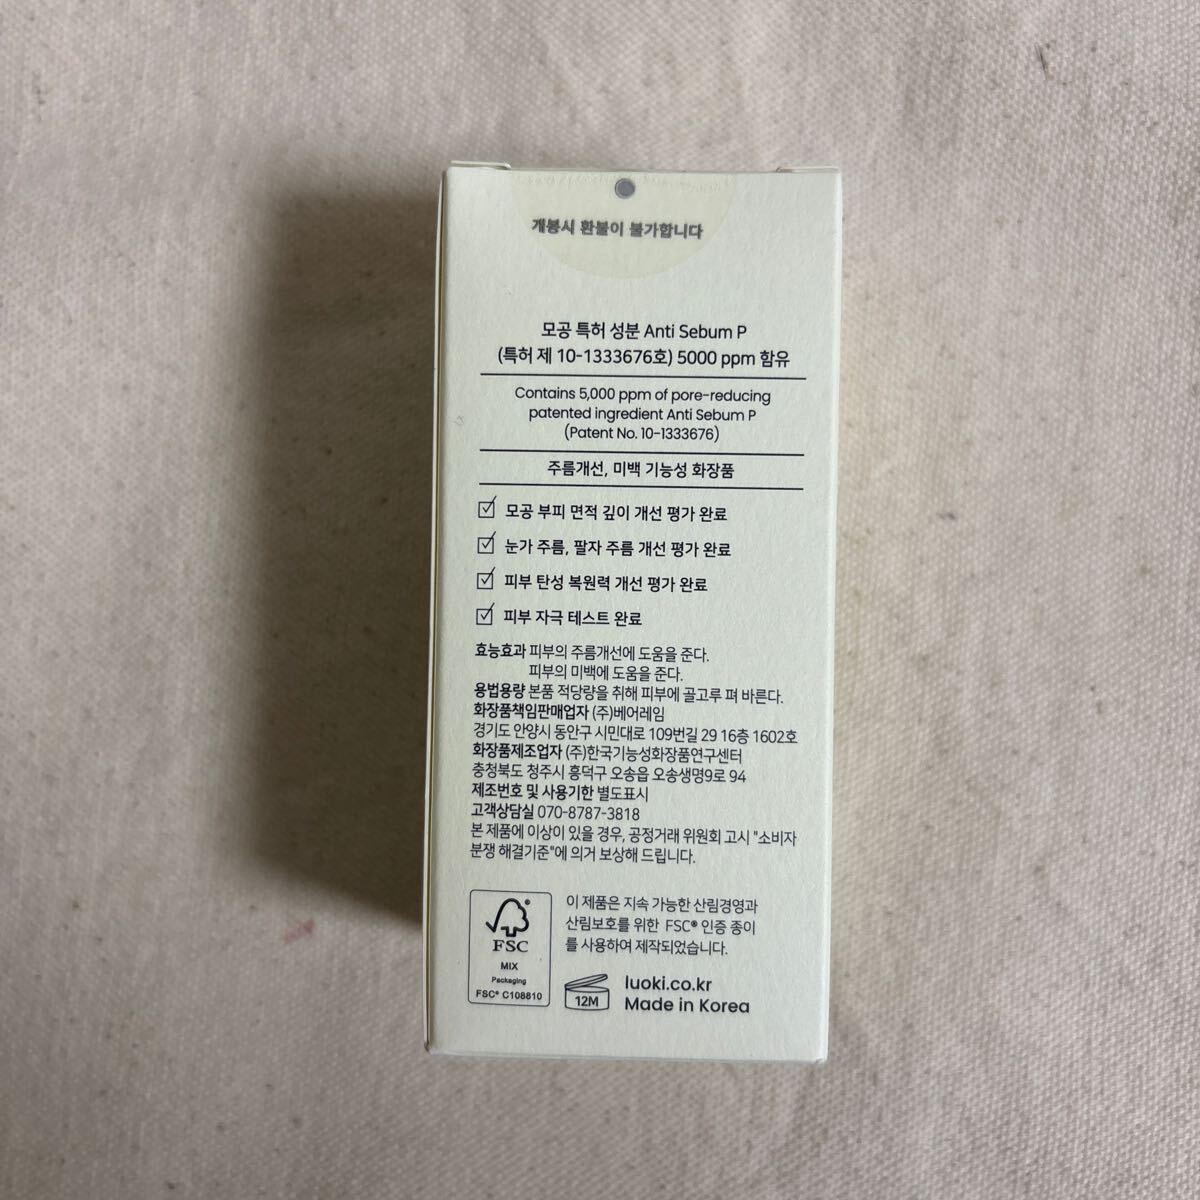 개봉시 환불이 불가합니다
모공 특허 성분 Anti Sebum P
(특허 제 10-1333676호) 5000 ppm 함유
Contains 5,000 ppm of pore-reducing
patented ingredient Anti Sebum P
(Patent No. 10-1333676)
주름개선, 미백 기능성 화장품
모공 부피 면적 깊이 개선 평가 완료
눈가 주름, 팔자 주름 개선 평가 완료
피부 탄성 복원력 개선 평가 완료
피부 자극 테스트 완료
효능효과 피부의 주름개선에 도움을 준다.
피부의 미백에 도움을 준다.
용법용량 본품 적당량을 취해 피부에 골고루 펴 바른다.
화장품책임판매업자 (주)베어레임
경기도 안양시 동안구 시민대로 109번길 29 16층 1602호
화장품제조업자 (주)한국기능성화장품연구센터
충청북도 청주시 흥덕구 오송읍 오송생명9로 94
제조번호 및 사용기한 별도표시
고객상담실 070-8787-3818
본 제품에 이상이 있을 경우, 공정거래 위원회 고시 "소비자
분쟁 해결기준"에 의거 보상해 드립니다.
이 제품은 지속 가능한 산림경영과
산림보호를 위한 FSC® 인증 종이
를 사용하여 제작되었습니다.
FSC
MIX
Packaging
FSC® C108810
12M
luoki.co.kr
Made in Korea